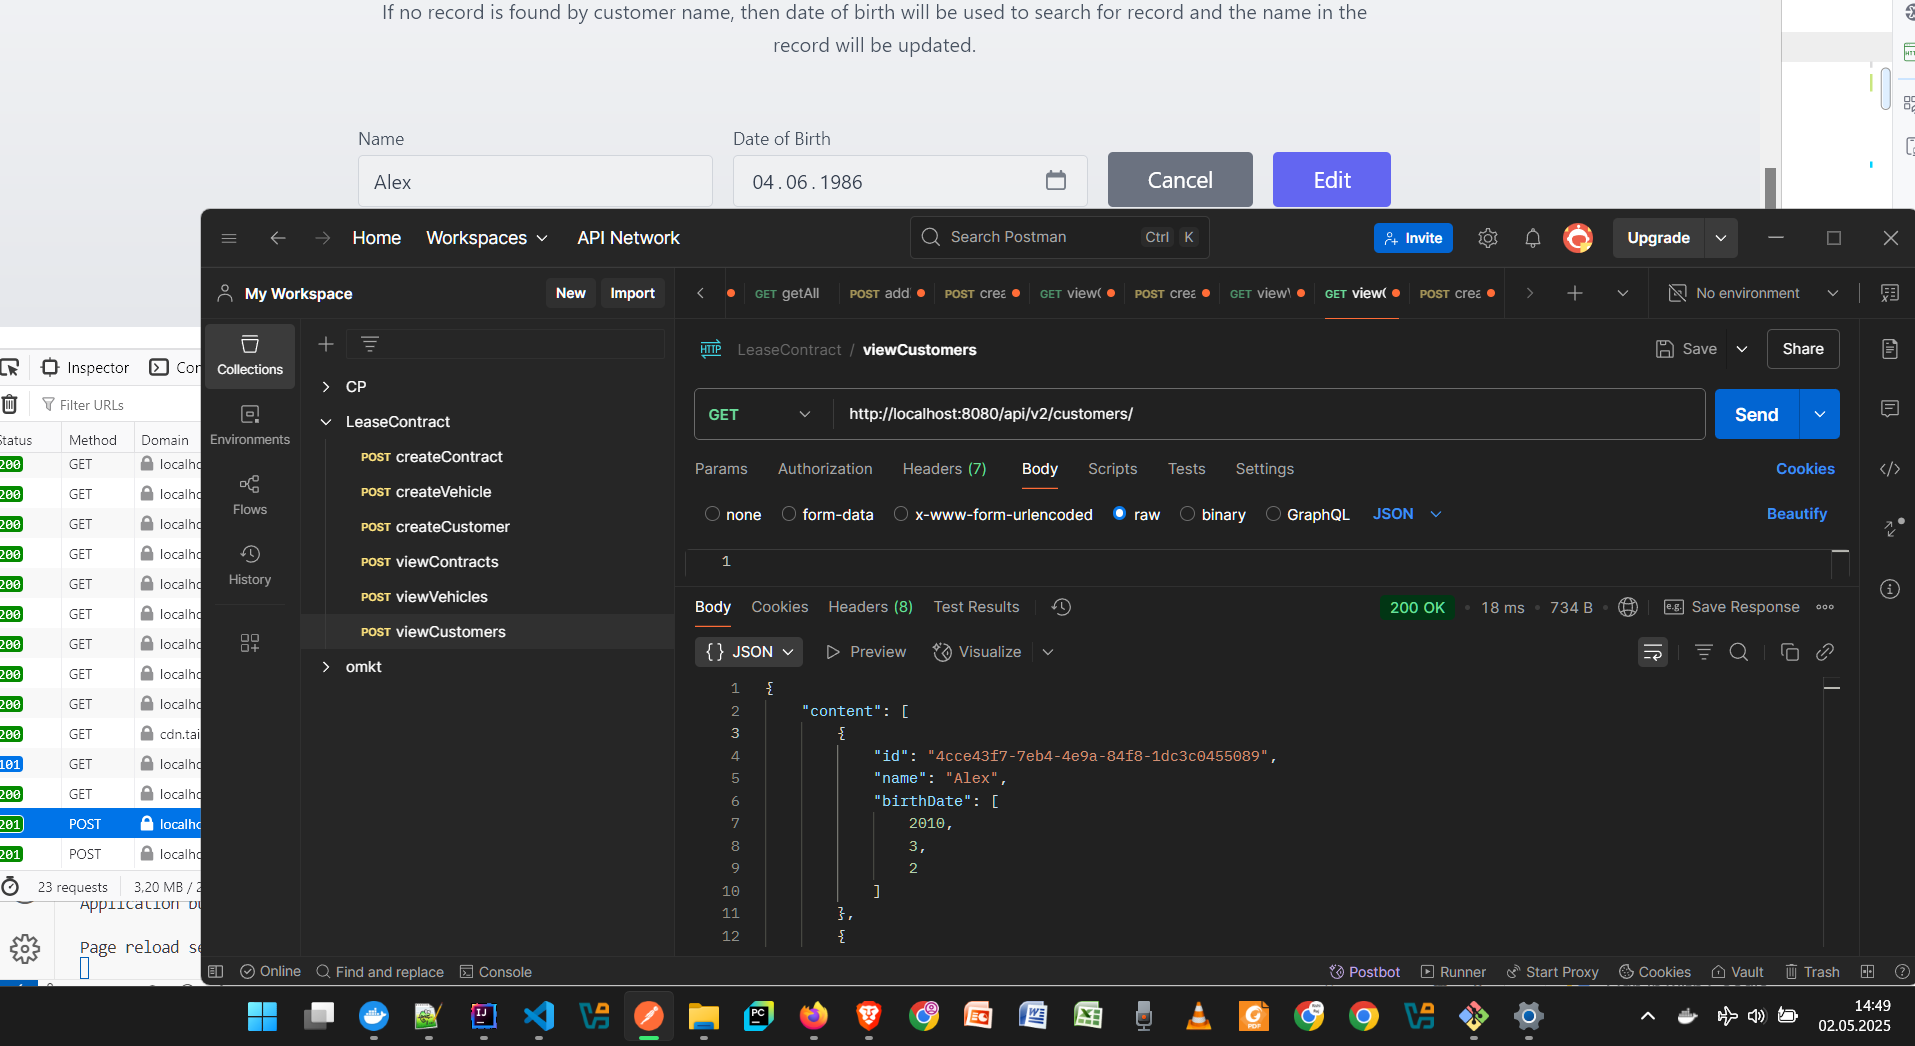 If no record is found by customer name, then date of birth will be used to search for record and the name in the
record will be updated.
Name
Date of Birth
Alex
04 . 06 . 1986
Cancel
Edit
Home
Workspaces
API Network
Search Postman
Ctrl K
Invite
Upgrade
My Workspace
New
Import
GET getAll
POST add
POST crea
GET view
POST crea
GET view
GET view
POST crea
No environment
Inspector
Con
Filter URLs
Status
Method
Domain
200 GET localho
200 GET localho
200 GET localho
200 GET localho
200 GET localho
200 GET localho
200 GET localho
200 GET localho
200 GET localho
200 GET cdn.tai
101 GET localho
200 GET localho
201 POST localho
201 POST localho
23 requests
3,20 MB / 2
Page reload se
Collections
Environments
Flows
History
CP
LeaseContract
POST createContract
POST createVehicle
POST createCustomer
POST viewContracts
POST viewVehicles
POST viewCustomers
omkt
HTTP LeaseContract / viewCustomers
Save
Share
GET
http://localhost:8080/api/v2/customers/
Send
Params
Authorization
Headers (7)
Body
Scripts
Tests
Settings
Cookies
none
form-data
x-www-form-urlencoded
raw
binary
GraphQL
JSON
Beautify
1
Body
Cookies
Headers (8)
Test Results
200 OK
18 ms
734 B
e.g. Save Response
{} JSON
Preview
Visualize
1 {
2 "content": [
3 {
4 "id": "4cce43f7-7eb4-4e9a-84f8-1dc3c0455089",
5 "name": "Alex",
6 "birthDate": [
7 2010,
8 3,
9 2
10 ]
11 },
12 {
Online
Find and replace
Console
Postbot
Runner
Start Proxy
Cookies
Vault
Trash
14:49
02.05.2025